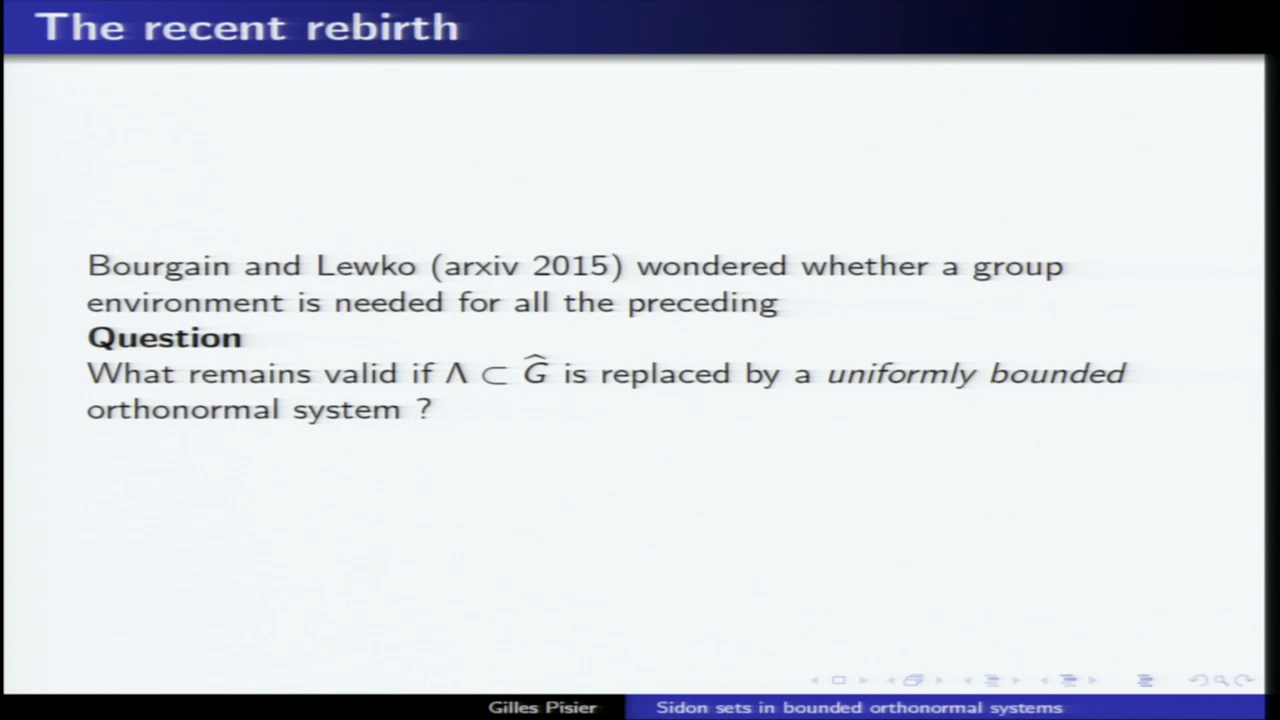 The recent rebirth
Bourgain and Lewko (arxiv 2015) wondered whether a group
environment is needed for all the preceding
Question
What remains valid if Λ ⊂ Ĝ is replaced by a uniformly bounded
orthonormal system ?
Gilles Pisier
Sidon sets in bounded orthonormal systems